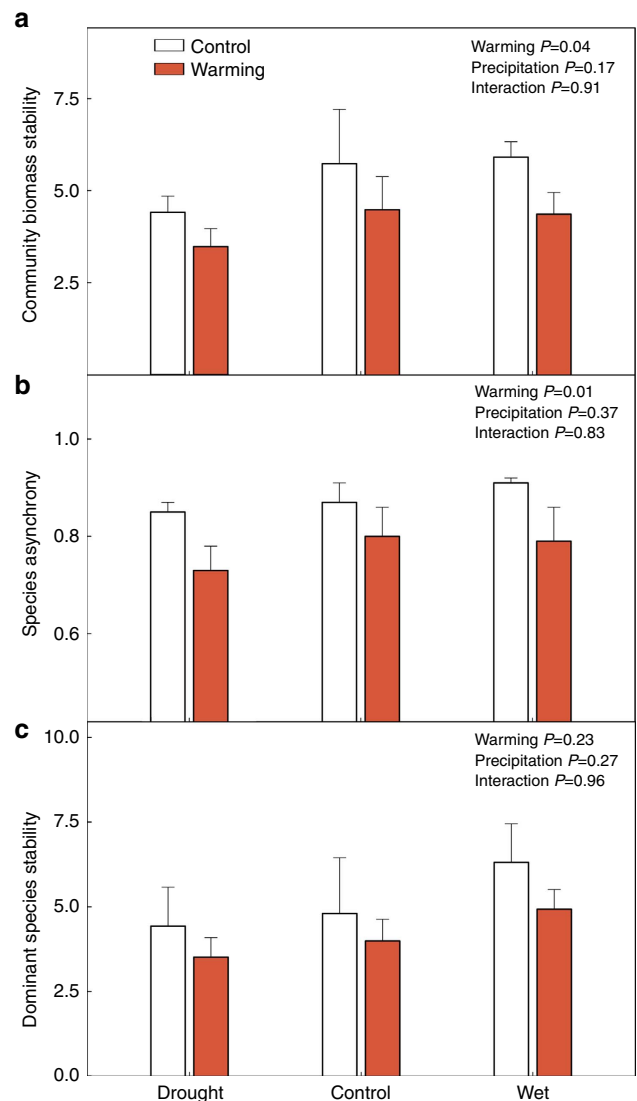 a
Control
Warming
Warming P=0.04
Precipitation P=0.17
Interaction P=0.91
7.5
5.0
2.5
Community biomass stability
b
Warming P=0.01
Precipitation P=0.37
Interaction P=0.83
1.0
0.8
0.6
Species asynchrony
c
Warming P=0.23
Precipitation P=0.27
Interaction P=0.96
10.0
7.5
5.0
2.5
0.0
Dominant species stability
Drought Control Wet